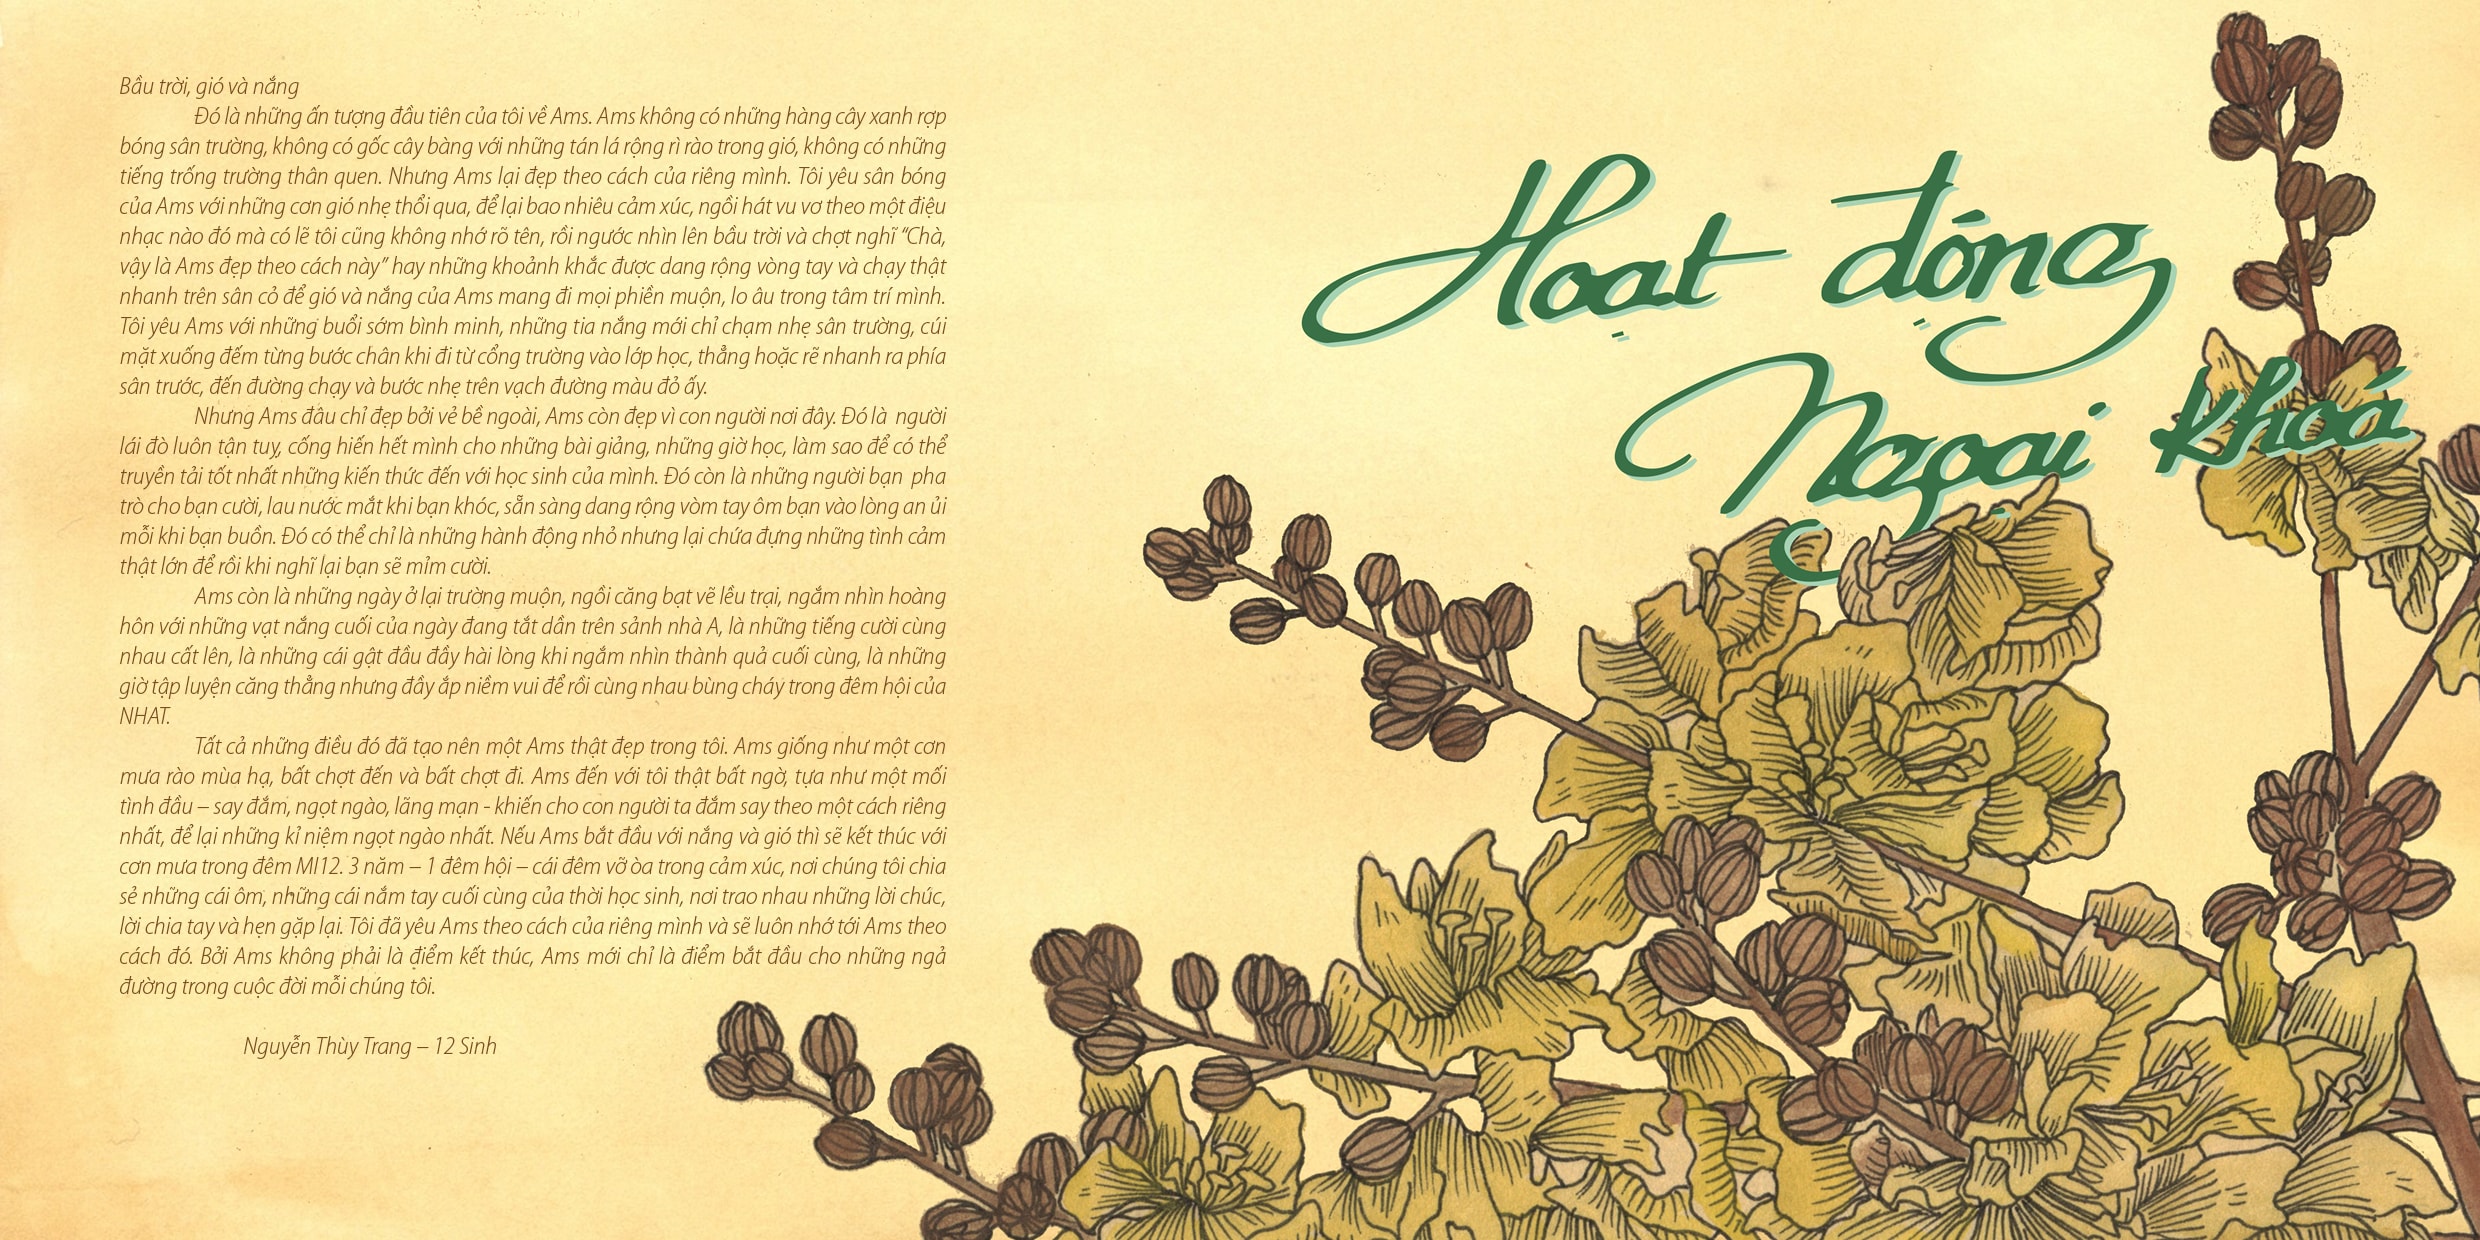 Bầu trời, gió và nắng
Đó là những ấn tượng đầu tiên của tôi về Ams. Ams không có những hàng cây xanh rợp
bóng sân trường, không có gốc cây bàng với những tán lá rộng rì rào trong gió, không có những
tiếng trống trường thân quen. Nhưng Ams lại đẹp theo cách của riêng mình. Tôi yêu sân bóng
của Ams với những cơn gió nhẹ thổi qua, để lại bao nhiêu cảm xúc, ngồi hát vu vơ theo một điệu
nhạc nào đó mà có lẽ tôi cũng không nhớ rõ tên, rồi ngước nhìn lên bầu trời và chợt nghĩ “Chà,
vậy là Ams đẹp theo cách này” hay những khoảnh khắc được dang rộng vòng tay và chạy thật
nhanh trên sân cỏ để gió và nắng của Ams mang đi mọi phiền muộn, lo âu trong tâm trí mình.
Tôi yêu Ams với những buổi sớm bình minh, những tia nắng mới chỉ chạm nhẹ sân trường, cúi
mặt xuống đếm từng bước chân khi đi từ cổng trường vào lớp học, thẳng hoặc rẽ nhanh ra phía
sân trước, đến đường chạy và bước nhẹ trên vạch đường màu đỏ ấy.
Nhưng Ams đâu chỉ đẹp bởi vẻ bề ngoài, Ams còn đẹp vì con người nơi đây. Đó là người
lái đò luôn tận tuỵ, cống hiến hết mình cho những bài giảng, những giờ học, làm sao để có thể
truyền tải tốt nhất những kiến thức đến với học sinh của mình. Đó còn là những người bạn pha
trò cho bạn cười, lau nước mắt khi bạn khóc, sẵn sàng dang rộng vòm tay ôm bạn vào lòng an ủi
mỗi khi bạn buồn. Đó có thể chỉ là những hành động nhỏ nhưng lại chứa đựng những tình cảm
thật lớn để rồi khi nghĩ lại bạn sẽ mỉm cười.
Ams còn là những ngày ở lại trường muộn, ngồi căng bạt vẽ lều trại, ngắm nhìn hoàng
hôn với những vạt nắng cuối của ngày đang tắt dần trên sảnh nhà A, là những tiếng cười cùng
nhau cất lên, là những cái gật đầu đầy hài lòng khi ngắm nhìn thành quả cuối cùng, là những
giờ tập luyện căng thẳng nhưng đầy ắp niềm vui để rồi cùng nhau bùng cháy trong đêm hội của
NHAT.
Tất cả những điều đó đã tạo nên một Ams thật đẹp trong tôi. Ams giống như một cơn
mưa rào mùa hạ, bất chợt đến và bất chợt đi. Ams đến với tôi thật bất ngờ, tựa như một mối
tình đầu – say đắm, ngọt ngào, lãng mạn - khiến cho con người ta đắm say theo một cách riêng
nhất, để lại những kỉ niệm ngọt ngào nhất. Nếu Ams bắt đầu với nắng và gió thì sẽ kết thúc với
cơn mưa trong đêm MI12. 3 năm – 1 đêm hội – cái đêm vỡ òa trong cảm xúc, nơi chúng tôi chia
sẻ những cái ôm, những cái nắm tay cuối cùng của thời học sinh, nơi trao nhau những lời chúc,
lời chia tay và hẹn gặp lại. Tôi đã yêu Ams theo cách của riêng mình và sẽ luôn nhớ tới Ams theo
cách đó. Bởi Ams không phải là điểm kết thúc, Ams mới chỉ là điểm bắt đầu cho những ngả
đường trong cuộc đời mỗi chúng tôi.
Nguyễn Thùy Trang – 12 Sinh
Hoạt động
Ngoại khoá